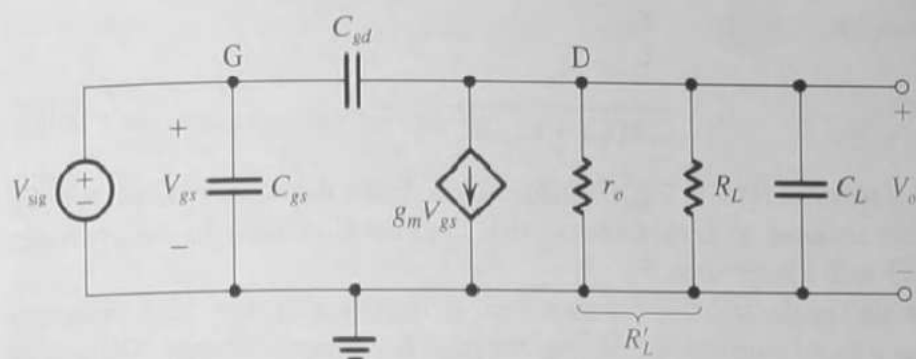 C_gd
G
D
+
V_sig
+
−
V_gs
C_gs
g_m V_gs
r_o
R_L
C_L
+
V_o
−
−
R'_L